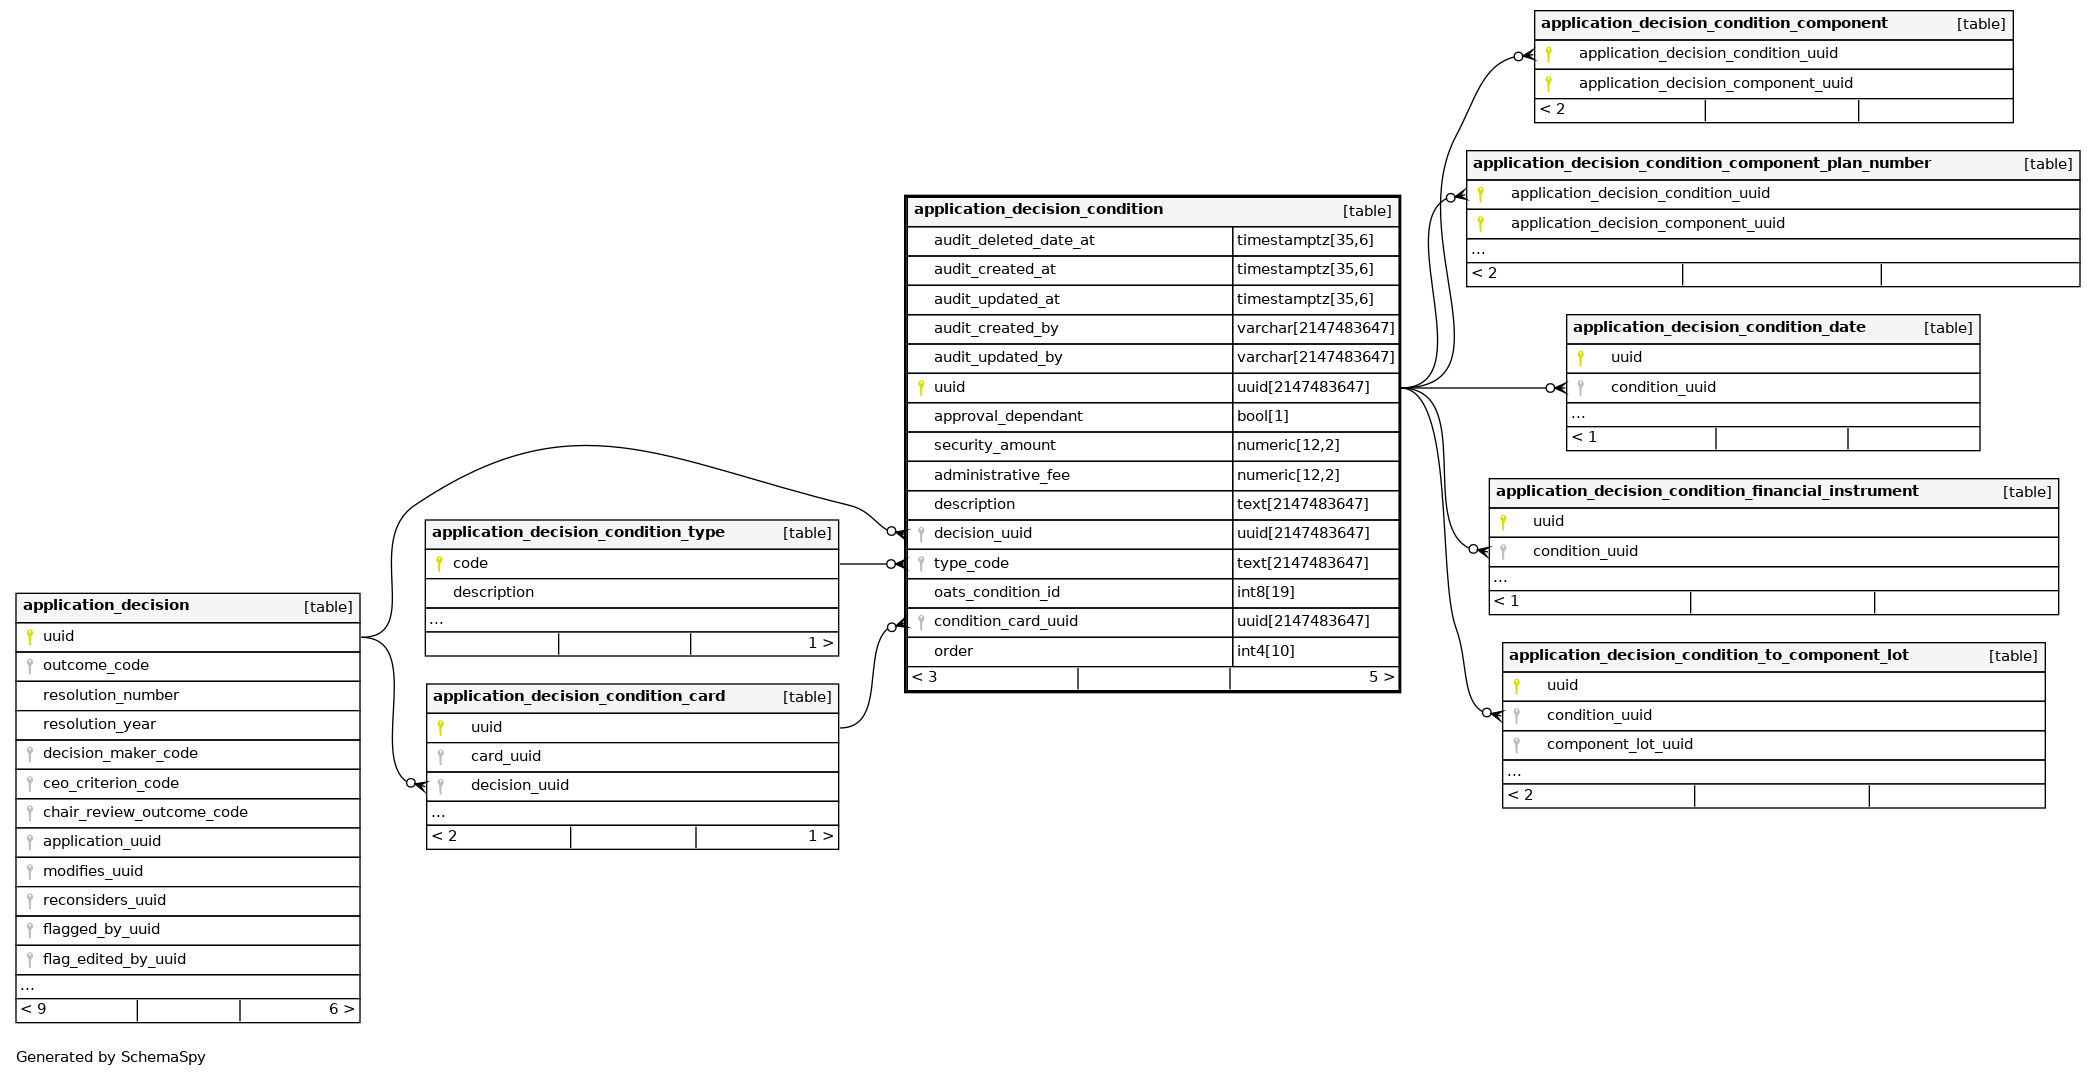 application_decision_condition_component [table]
application_decision_condition_uuid
application_decision_component_uuid
< 2
application_decision_condition_component_plan_number [table]
application_decision_condition_uuid
application_decision_component_uuid
...
< 2
application_decision_condition [table]
audit_deleted_date_at timestamptz[35,6]
audit_created_at timestamptz[35,6]
audit_updated_at timestamptz[35,6]
audit_created_by varchar[2147483647]
audit_updated_by varchar[2147483647]
uuid uuid[2147483647]
approval_dependant bool[1]
security_amount numeric[12,2]
administrative_fee numeric[12,2]
description text[2147483647]
decision_uuid uuid[2147483647]
type_code text[2147483647]
oats_condition_id int8[19]
condition_card_uuid uuid[2147483647]
order int4[10]
< 3 5 >
application_decision_condition_date [table]
uuid
condition_uuid
...
< 1
application_decision_condition_financial_instrument [table]
uuid
condition_uuid
...
< 1
application_decision_condition_type [table]
code
description
...
1 >
application_decision_condition_to_component_lot [table]
uuid
condition_uuid
component_lot_uuid
...
< 2
application_decision_condition_card [table]
uuid
card_uuid
decision_uuid
...
< 2 1 >
application_decision [table]
uuid
outcome_code
resolution_number
resolution_year
decision_maker_code
ceo_criterion_code
chair_review_outcome_code
application_uuid
modifies_uuid
reconsiders_uuid
flagged_by_uuid
flag_edited_by_uuid
...
< 9 6 >
Generated by SchemaSpy